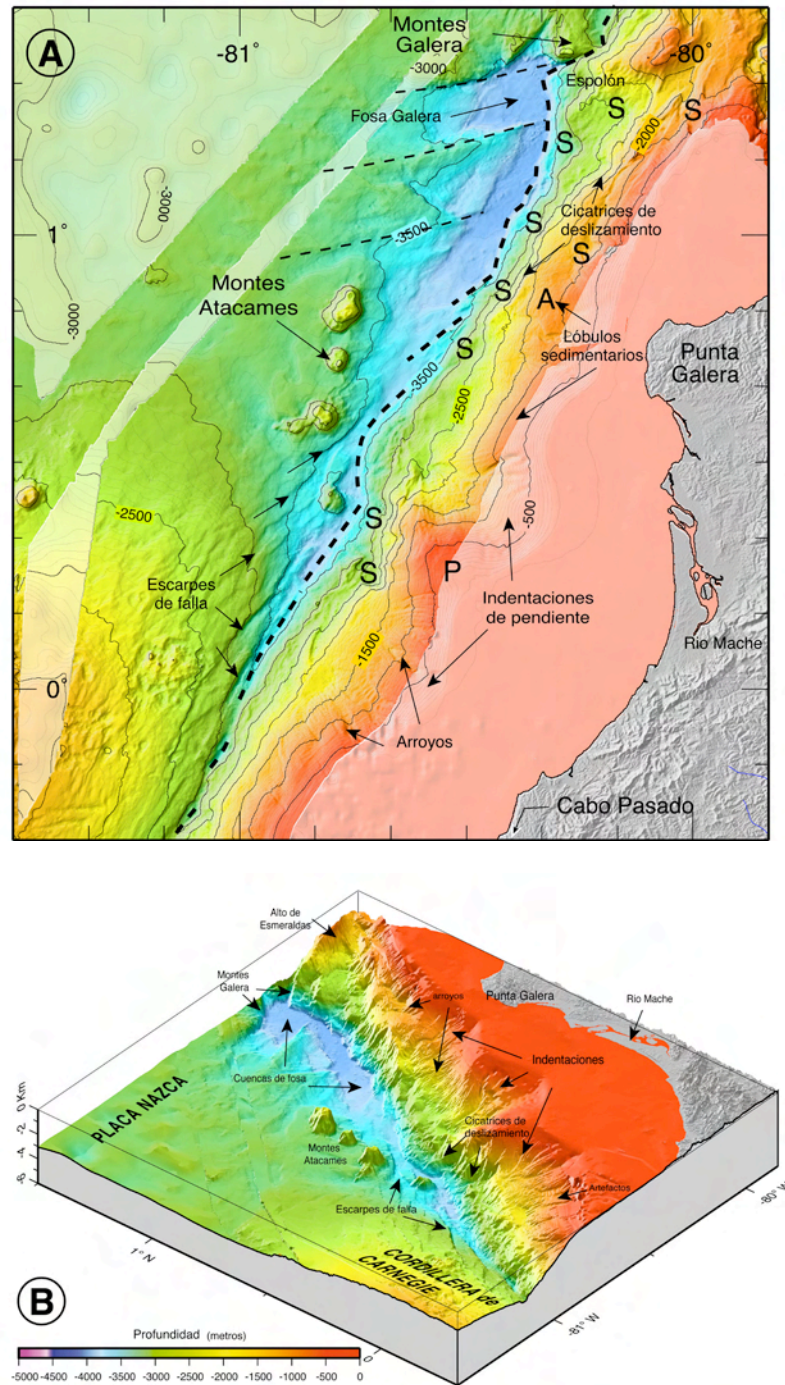 A
-81°
Montes
Galera
-80°
-3000
Espolón
Fosa Galera
S
S
-2000
S
-3000
1°
-3500
S
Cicatrices de
deslizamiento
S
Montes
Atacames
S
A
-3000
Lóbulos
sedimentarios
Punta
Galera
S
-3500
-2500
-2500
S
-500
Escarpes
de falla
S
P
Indentaciones
de pendiente
Rio Mache
-1500
0°
Arroyos
Cabo Pasado
Alto de
Esmeraldas
Montes
Galera
arroyos
Punta Galera
Rio Mache
Indentaciones
Cuencas de fosa
PLACA NAZCA
0 Km
-2
-4
-6
Cicatrices de
deslizamiento
Montes
Atacames
Artefactos
Escarpes de falla
-80° W
1° N
CORDILLERA de
CARNEGIE
-81° W
B
Profundidad (metros)
0
-5000 -4500 -4000 -3500 -3000 -2500 -2000 -1500 -1000 -500 0